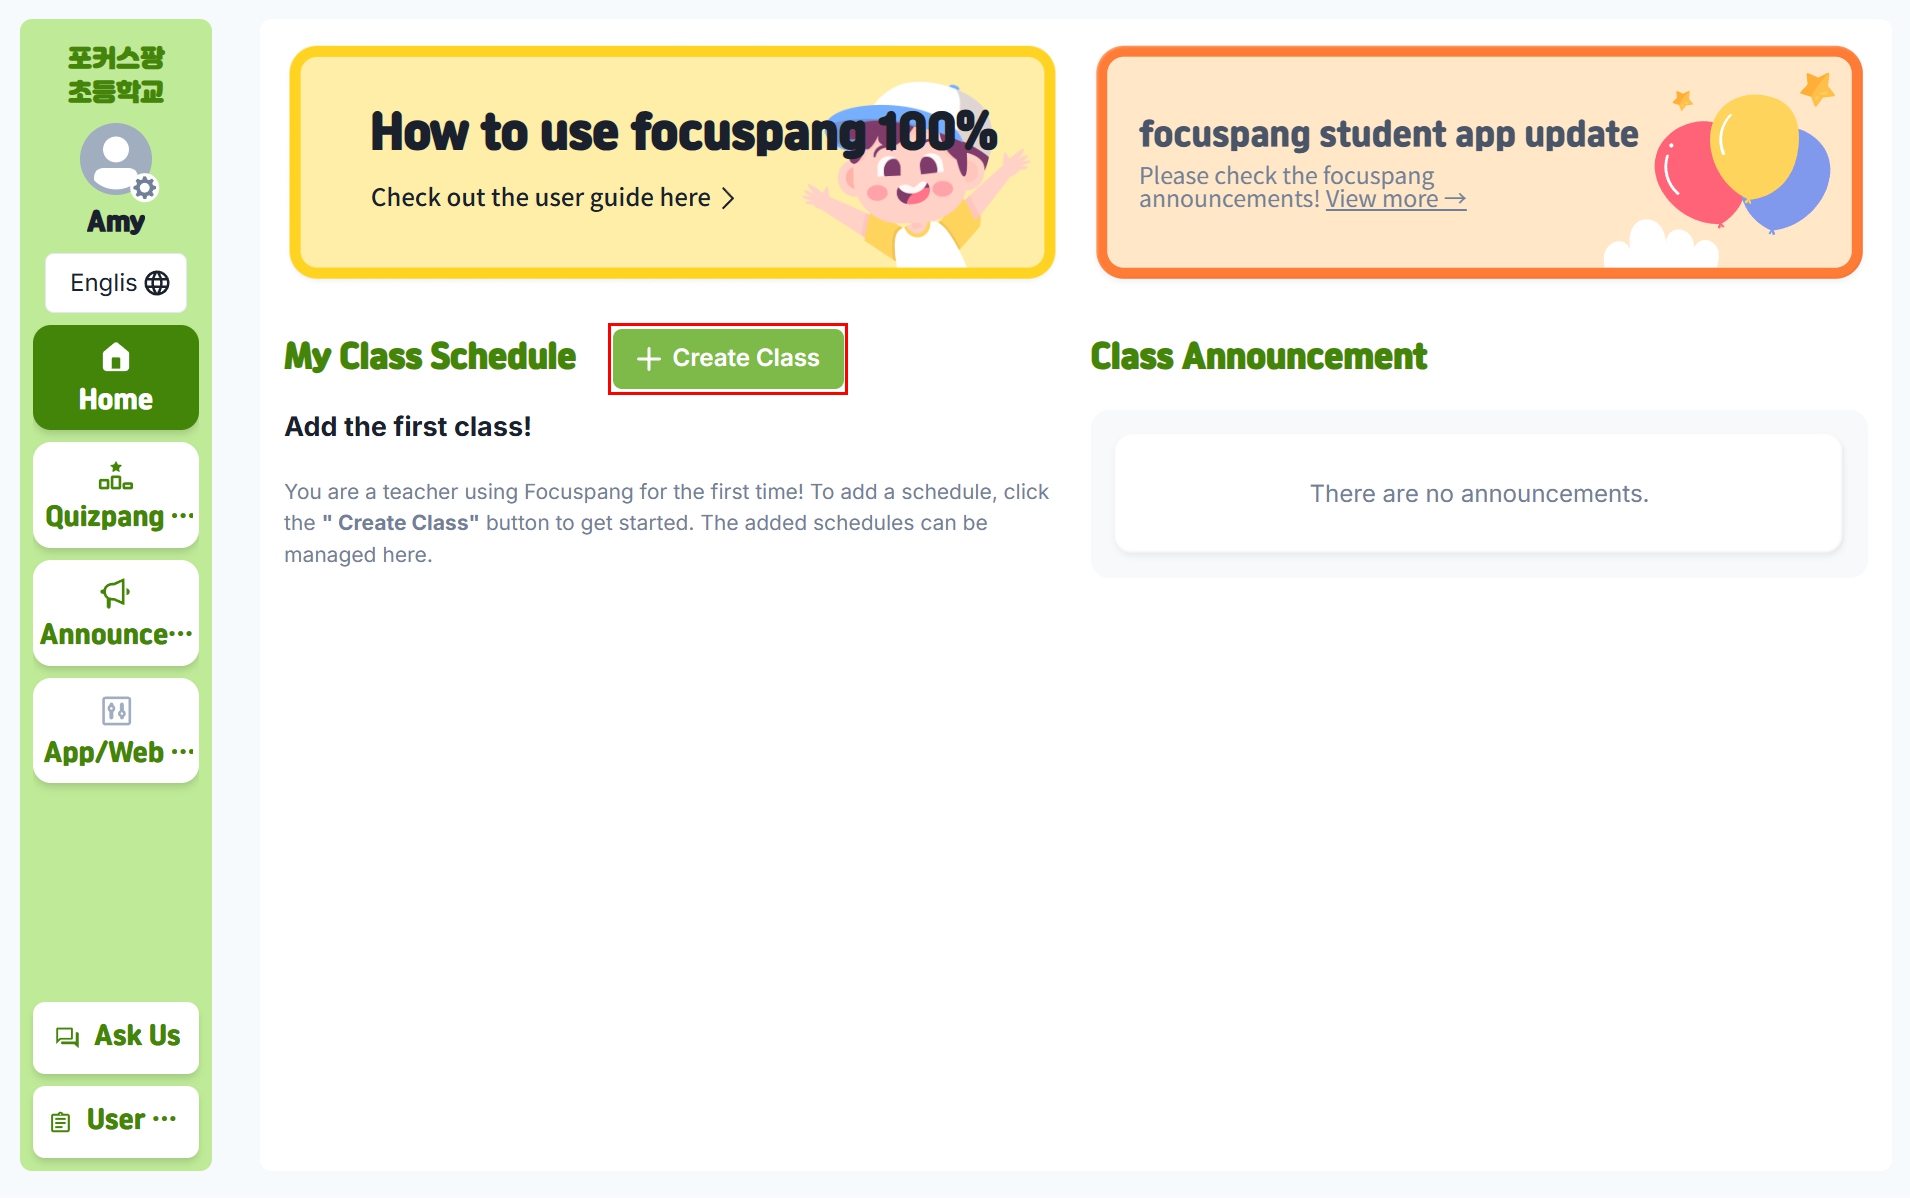 포커스팡
초등학교
Amy
Englis
Home
Quizpang ···
Announce···
App/Web ···
Ask Us
User ···
How to use focuspang 100%
Check out the user guide here >
focuspang student app update
Please check the focuspang
announcements! View more →
My Class Schedule
+ Create Class
Add the first class!
You are a teacher using Focuspang for the first time! To add a schedule, click
the " Create Class" button to get started. The added schedules can be
managed here.
Class Announcement
There are no announcements.